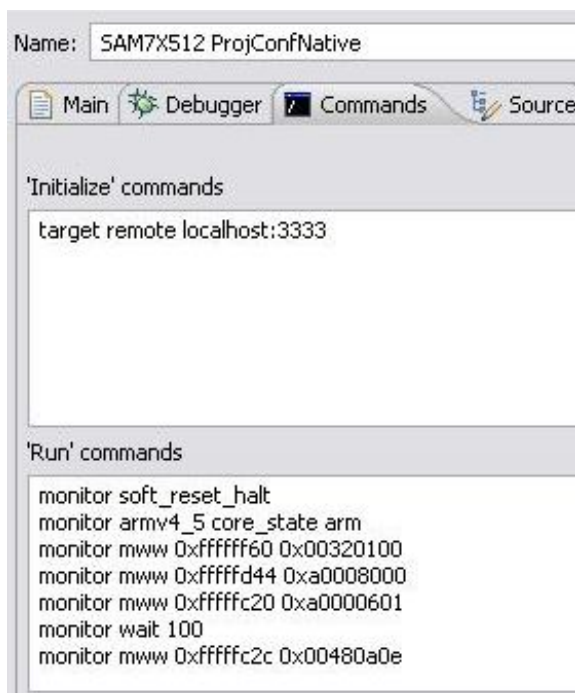 Name: SAM7X512 ProjConfNative
Main Debugger Commands Source
'Initialize' commands
target remote localhost:3333
'Run' commands
monitor soft_reset_halt
monitor armv4_5 core_state arm
monitor mww 0xffffff60 0x00320100
monitor mww 0xfffffd44 0xa0008000
monitor mww 0xfffffc20 0xa0000601
monitor wait 100
monitor mww 0xfffffc2c 0x00480a0e